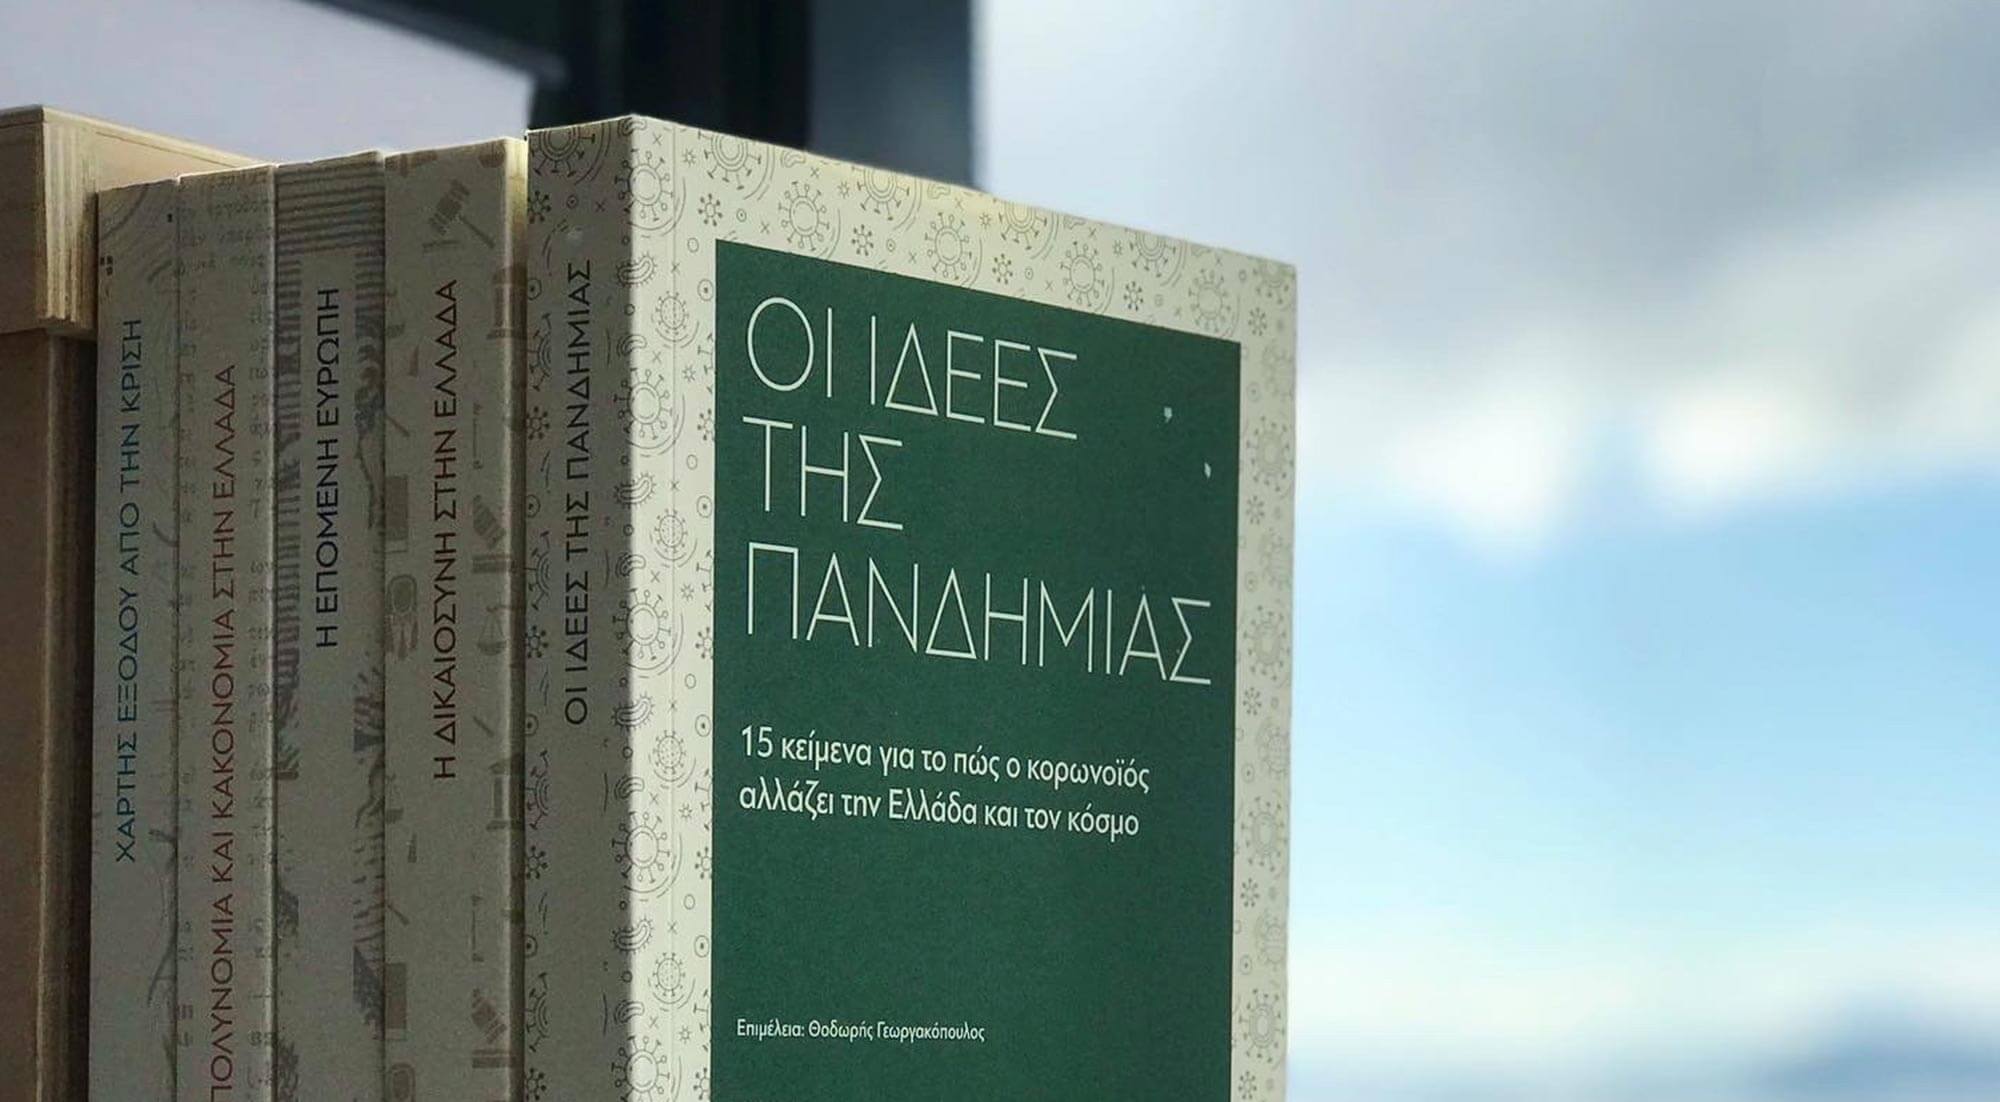 ΧΑΡΤΗΣ ΕΞΟΔΟΥ ΑΠΟ ΤΗΝ ΚΡΙΣΗ
ΠΟΛΥΝΟΜΙΑ ΚΑΙ ΚΑΚΟΝΟΜΙΑ ΣΤΗΝ ΕΛΛΑΔΑ
Η ΕΠΟΜΕΝΗ ΕΥΡΩΠΗ
Η ΔΙΚΑΙΟΣΥΝΗ ΣΤΗΝ ΕΛΛΑΔΑ
ΟΙ ΙΔΕΕΣ ΤΗΣ ΠΑΝΔΗΜΙΑΣ
ΟΙ ΙΔΕΕΣ
ΤΗΣ
ΠΑΝΔΗΜΙΑΣ
15 κείμενα για το πώς ο κορωνοϊός
αλλάζει την Ελλάδα και τον κόσμο
Επιμέλεια: Θοδωρής Γεωργακόπουλος